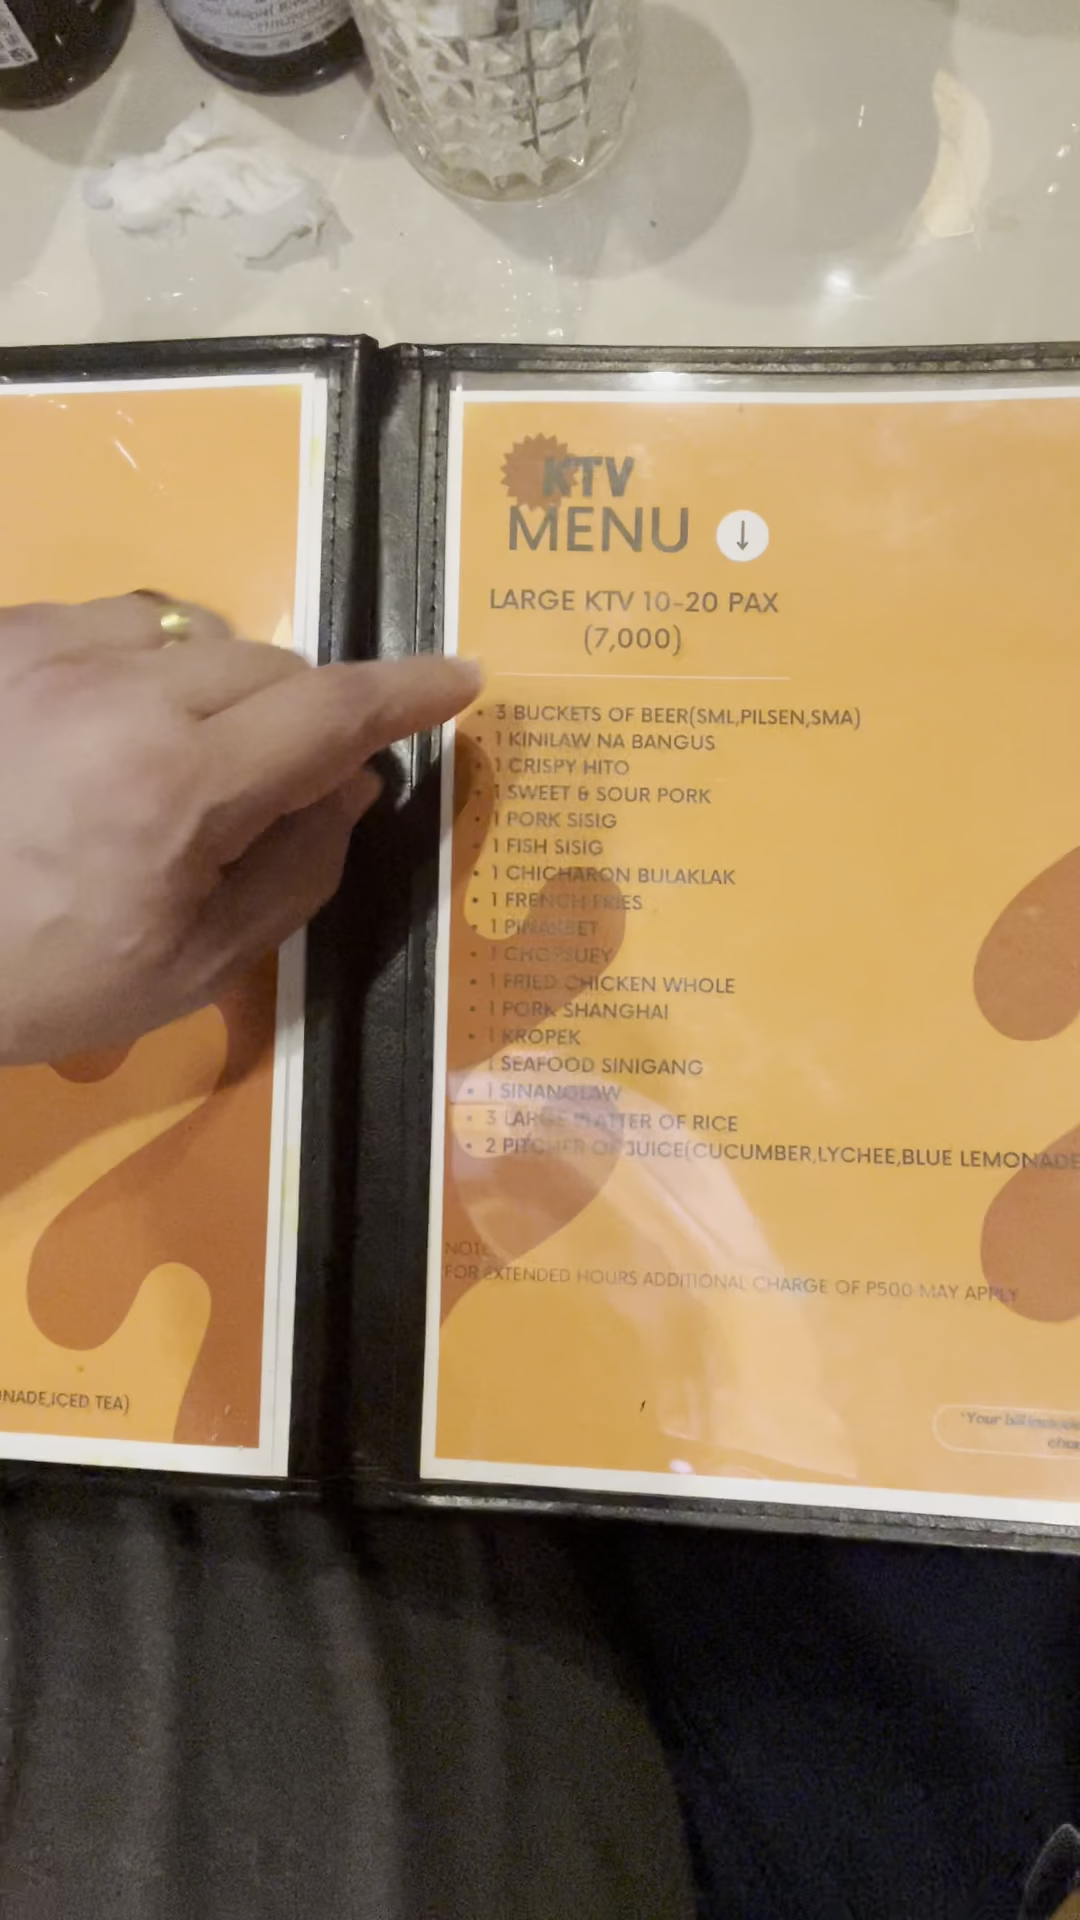 KTV
MENU
LARGE KTV 10-20 PAX
(7,000)
• 3 BUCKETS OF BEER(SML,PILSEN,SMA)
• 1 KINILAW NA BANGUS
• 1 CRISPY HITO
• 1 SWEET & SOUR PORK
• 1 PORK SISIG
• 1 FISH SISIG
• 1 CHICHARON BULAKLAK
• 1 FRENCH FRIES
• 1 PINAKBET
• 1 CHOPSUEY
• 1 FRIED CHICKEN WHOLE
• 1 PORK SHANGHAI
• 1 KROPEK
1 SEAFOOD SINIGANG
• 1 SINANGLAW
• 3 LARGE PLATTER OF RICE
• 2 PITCHER OF JUICE(CUCUMBER,LYCHEE,BLUE LEMONADE
NOTE
FOR EXTENDED HOURS ADDITIONAL CHARGE OF P500 MAY APPLY
NADE,ICED TEA)
"Your bill